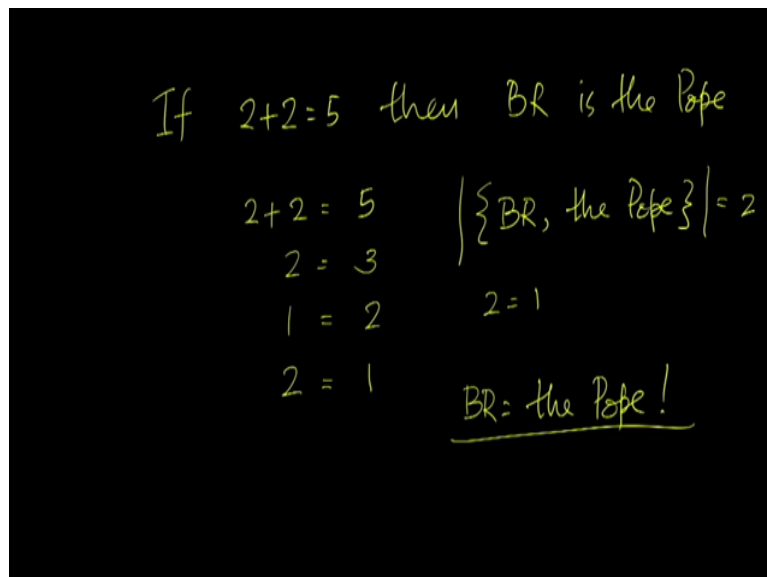 If 2+2=5 then BR is the Pope
2+2 = 5
2 = 3
1 = 2
2 = 1
|{BR, the Pope}| = 2
2 = 1
BR= the Pope!